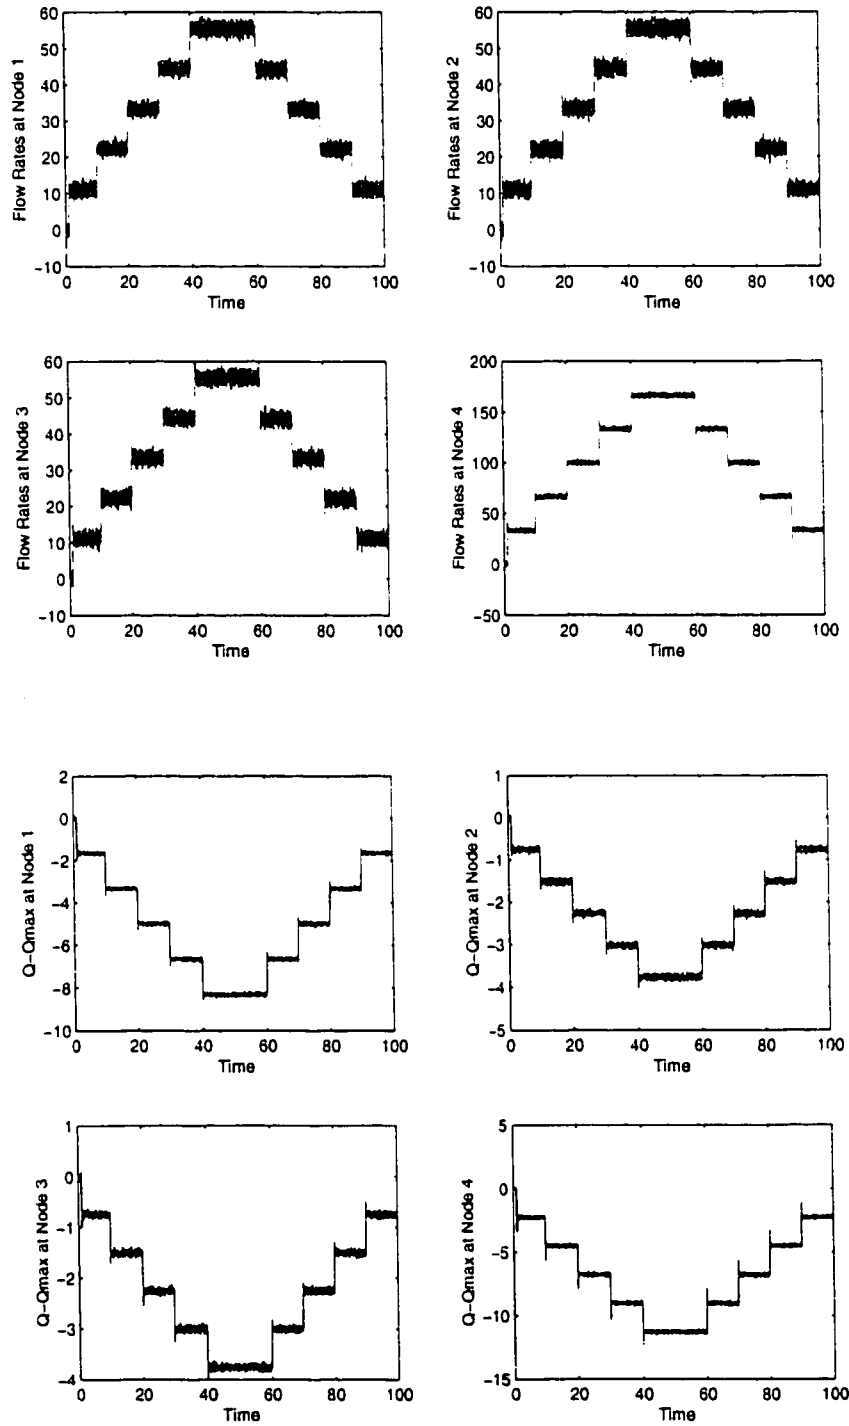 60
50
40
30
20
10
0
-10
Flow Rates at Node 1
0 20 40 60 80 100
Time
60
50
40
30
20
10
0
-10
Flow Rates at Node 2
0 20 40 60 80 100
Time
60
50
40
30
20
10
0
-10
Flow Rates at Node 3
0 20 40 60 80 100
Time
200
150
100
50
0
-50
Flow Rates at Node 4
0 20 40 60 80 100
Time
2
0
-2
-4
-6
-8
-10
Q-Qmax at Node 1
0 20 40 60 80 100
Time
1
0
-1
-2
-3
-4
-5
Q-Qmax at Node 2
0 20 40 60 80 100
Time
1
0
-1
-2
-3
-4
Q-Qmax at Node 3
0 20 40 60 80 100
Time
5
0
-5
-10
-15
Q-Qmax at Node 4
0 20 40 60 80 100
Time